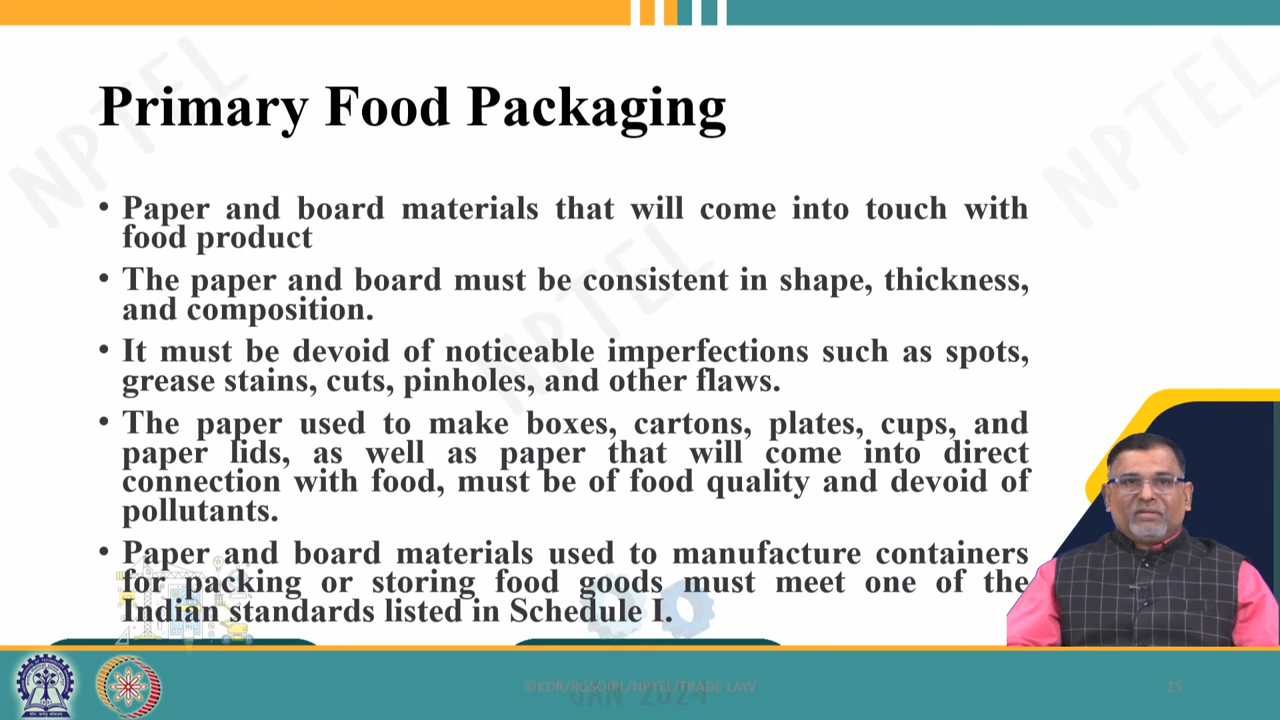 Primary Food Packaging
• Paper and board materials that will come into touch with
food product
• The paper and board must be consistent in shape, thickness,
and composition.
• It must be devoid of noticeable imperfections such as spots,
grease stains, cuts, pinholes, and other flaws.
• The paper used to make boxes, cartons, plates, cups, and
paper lids, as well as paper that will come into direct
connection with food, must be of food quality and devoid of
pollutants.
• Paper and board materials used to manufacture containers
for packing or storing food goods must meet one of the
Indian standards listed in Schedule I.
NPTEL
NPTEL
NPTEL
©KDR/RGSOIPL/NPTEL/TRADE LAW
JAN 2024
25